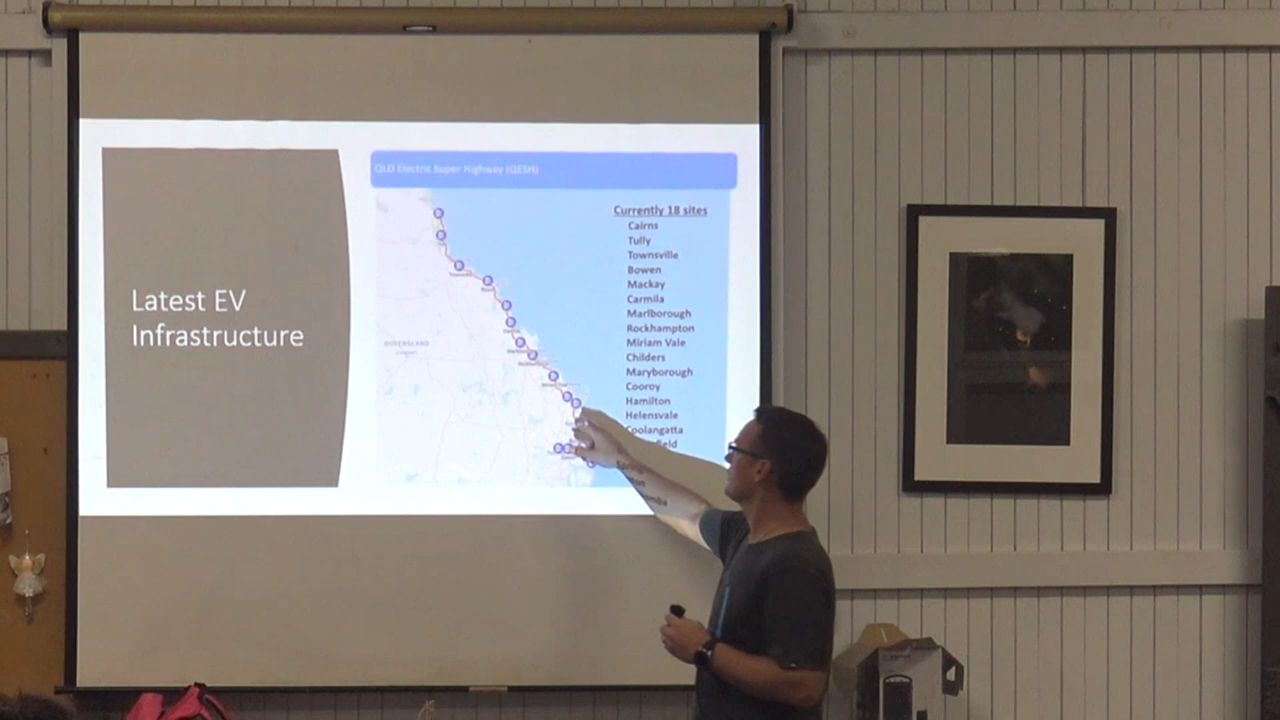 Latest EV
Infrastructure
QLD Electric Super Highway (QESH)
Currently 18 sites
Cairns
Tully
Townsville
Bowen
Mackay
Carmila
Marlborough
Rockhampton
Miriam Vale
Childers
Maryborough
Cooroy
Hamilton
Helensvale
Coolangatta
QUEENSLAND